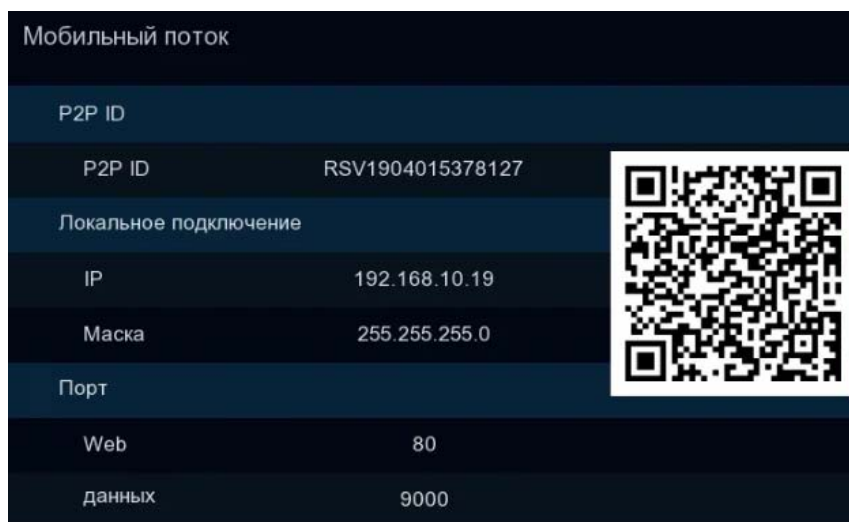 Мобильный поток
P2P ID
P2P ID RSV1904015378127
Локальное подключение
IP 192.168.10.19
Маска 255.255.255.0
Порт
Web 80
данных 9000